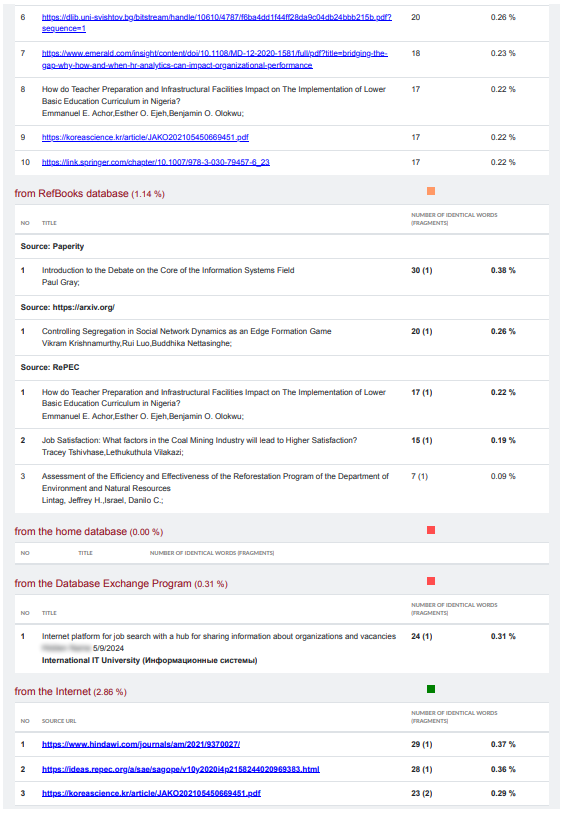 6 https://dlib.uni-svishtov.bg/bitstream/handle/10610/4787/f6ba4dd1f44ff28da9c04db24bbb215b.pdf? 20 0.26 %
sequence=1
7 https://www.emerald.com/insight/content/doi/10.1108/MD-12-2020-1581/full/pdf?title=bridging-the- 18 0.23 %
gap-why-how-and-when-hr-analytics-can-impact-organizational-performance
8 How do Teacher Preparation and Infrastructural Facilities Impact on The Implementation of Lower 17 0.22 %
Basic Education Curriculum in Nigeria?
Emmanuel E. Achor,Esther O. Ejeh,Benjamin O. Olokwu;
9 https://koreascience.kr/article/JAKO202105450669451.pdf 17 0.22 %
10 https://link.springer.com/chapter/10.1007/978-3-030-79457-6_23 17 0.22 %
from RefBooks database (1.14 %)
NO TITLE NUMBER OF IDENTICAL WORDS
(FRAGMENTS)
Source: Paperity
1 Introduction to the Debate on the Core of the Information Systems Field 30 (1) 0.38 %
Paul Gray;
Source: https://arxiv.org/
1 Controlling Segregation in Social Network Dynamics as an Edge Formation Game 20 (1) 0.26 %
Vikram Krishnamurthy,Rui Luo,Buddhika Nettasinghe;
Source: RePEC
1 How do Teacher Preparation and Infrastructural Facilities Impact on The Implementation of Lower 17 (1) 0.22 %
Basic Education Curriculum in Nigeria?
Emmanuel E. Achor,Esther O. Ejeh,Benjamin O. Olokwu;
2 Job Satisfaction: What factors in the Coal Mining Industry will lead to Higher Satisfaction? 15 (1) 0.19 %
Tracey Tshivhase,Lethukuthula Vilakazi;
3 Assessment of the Efficiency and Effectiveness of the Reforestation Program of the Department of 7 (1) 0.09 %
Environment and Natural Resources
Lintag, Jeffrey H.,Israel, Danilo C.;
from the home database (0.00 %)
NO TITLE NUMBER OF IDENTICAL WORDS (FRAGMENTS)
from the Database Exchange Program (0.31 %)
NO TITLE NUMBER OF IDENTICAL WORDS
(FRAGMENTS)
1 Internet platform for job search with a hub for sharing information about organizations and vacancies 24 (1) 0.31 %
5/9/2024
International IT University (Информационные системы)
from the Internet (2.86 %)
NO SOURCE URL NUMBER OF IDENTICAL WORDS
(FRAGMENTS)
1 https://www.hindawi.com/journals/am/2021/9370027/ 29 (1) 0.37 %
2 https://ideas.repec.org/a/sae/sagope/v10y2020i4p2158244020969383.html 28 (1) 0.36 %
3 https://koreascience.kr/article/JAKO202105450669451.pdf 23 (2) 0.29 %